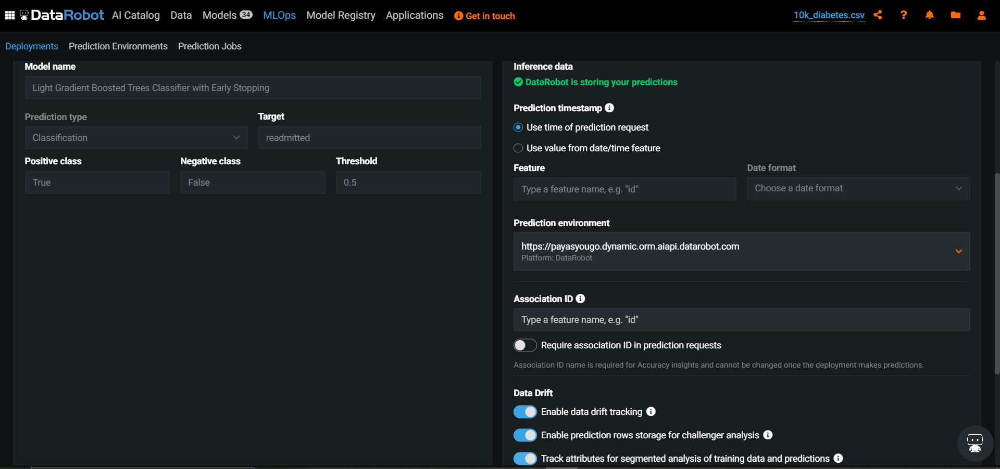 DataRobot AI Catalog Data Models 34 MLOps Model Registry Applications Get in touch 10k_diabetes.csv
Deployments Prediction Environments Prediction Jobs
Model name
Light Gradient Boosted Trees Classifier with Early Stopping
Prediction type Target
Classification readmitted
Positive class Negative class Threshold
True False 0.5
Inference data
DataRobot is storing your predictions
Prediction timestamp
Use time of prediction request
Use value from date/time feature
Feature Date format
Type a feature name, e.g. "id" Choose a date format
Prediction environment
https://payasyougo.dynamic.orm.aiapi.datarobot.com
Platform: DataRobot
Association ID
Type a feature name, e.g. "id"
Require association ID in prediction requests
Association ID name is required for Accuracy insights and cannot be changed once the deployment makes predictions.
Data Drift
Enable data drift tracking
Enable prediction rows storage for challenger analysis
Track attributes for segmented analysis of training data and predictions